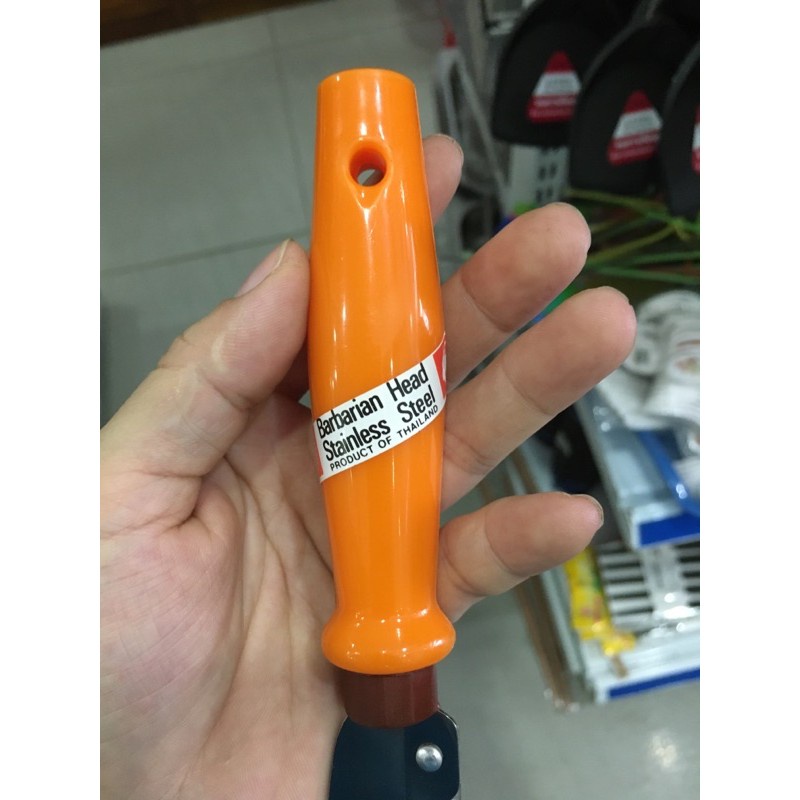 Barbarian Head
Stainless Steel
PRODUCT OF THAILAND